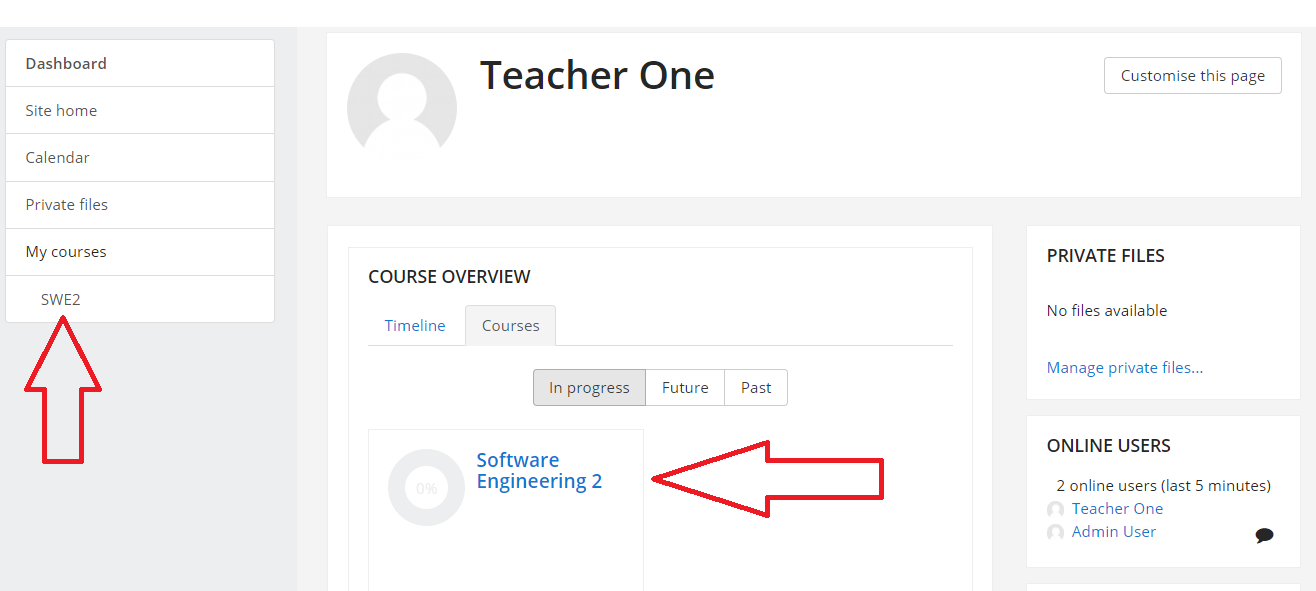 Dashboard
Site home
Calendar
Private files
My courses
SWE2
Teacher One
Customise this page
COURSE OVERVIEW
Timeline
Courses
In progress
Future
Past
0%
Software
Engineering 2
PRIVATE FILES
No files available
Manage private files...
ONLINE USERS
2 online users (last 5 minutes)
Teacher One
Admin User